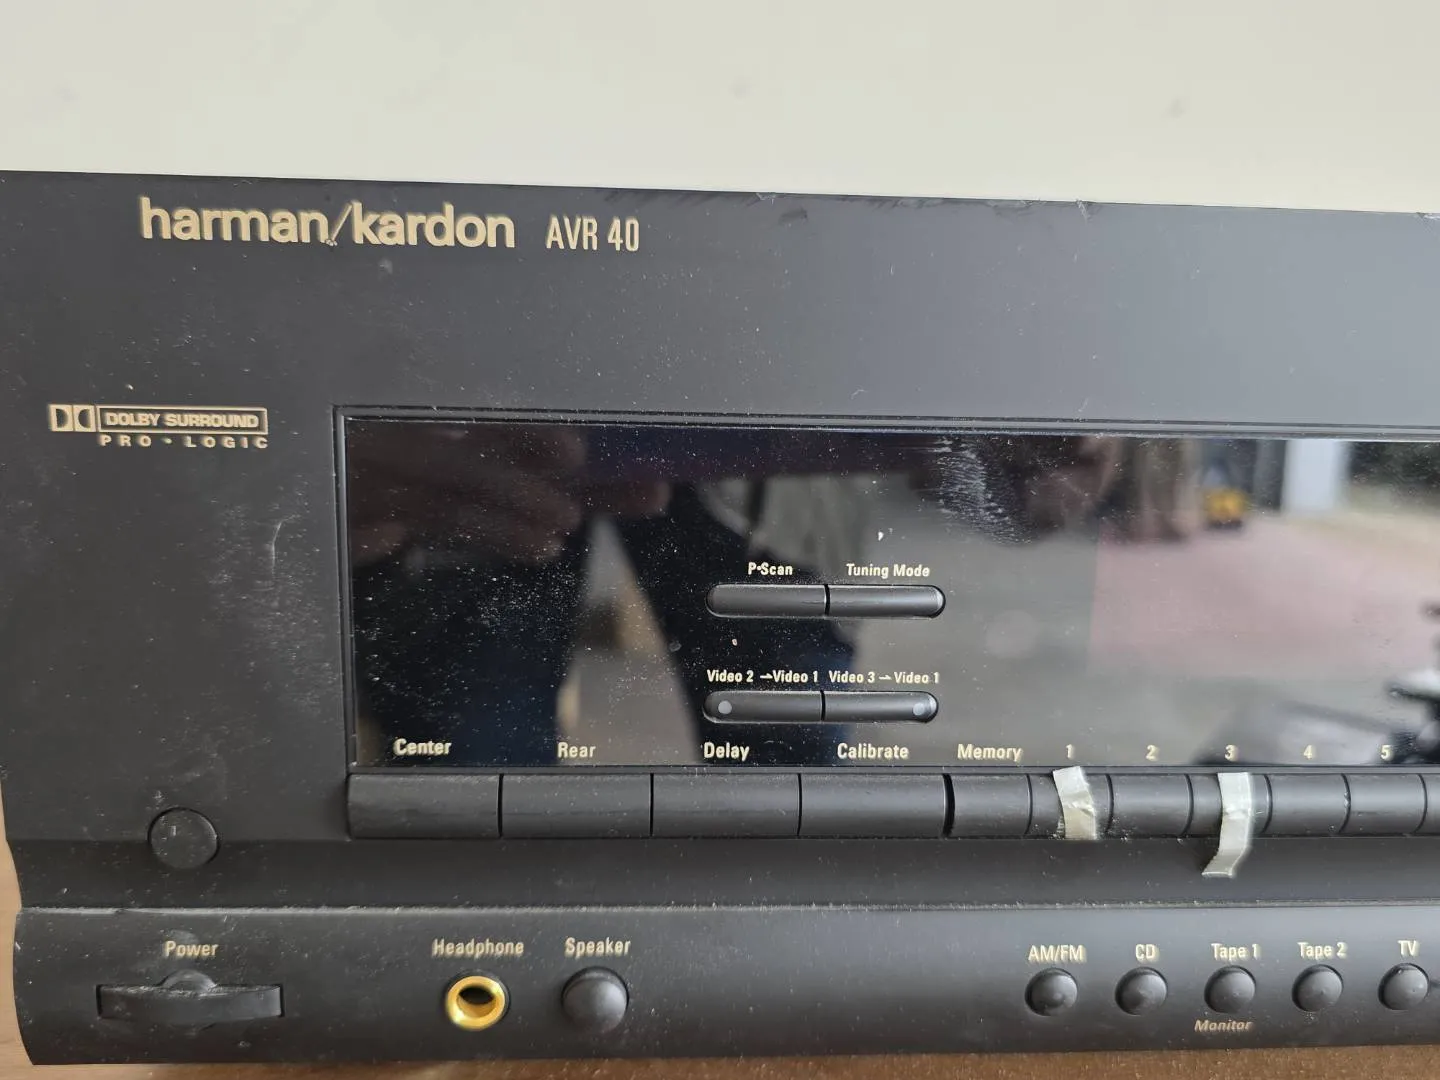 harman/kardon AVR 40
DOLBY SURROUND
PRO • LOGIC
P•Scan Tuning Mode
Video 2 → Video 1 Video 3 → Video 1
Center Rear Delay Calibrate Memory 1 2 3 4 5
Power Headphone Speaker AM/FM CD Tape 1 Tape 2 TV
Monitor